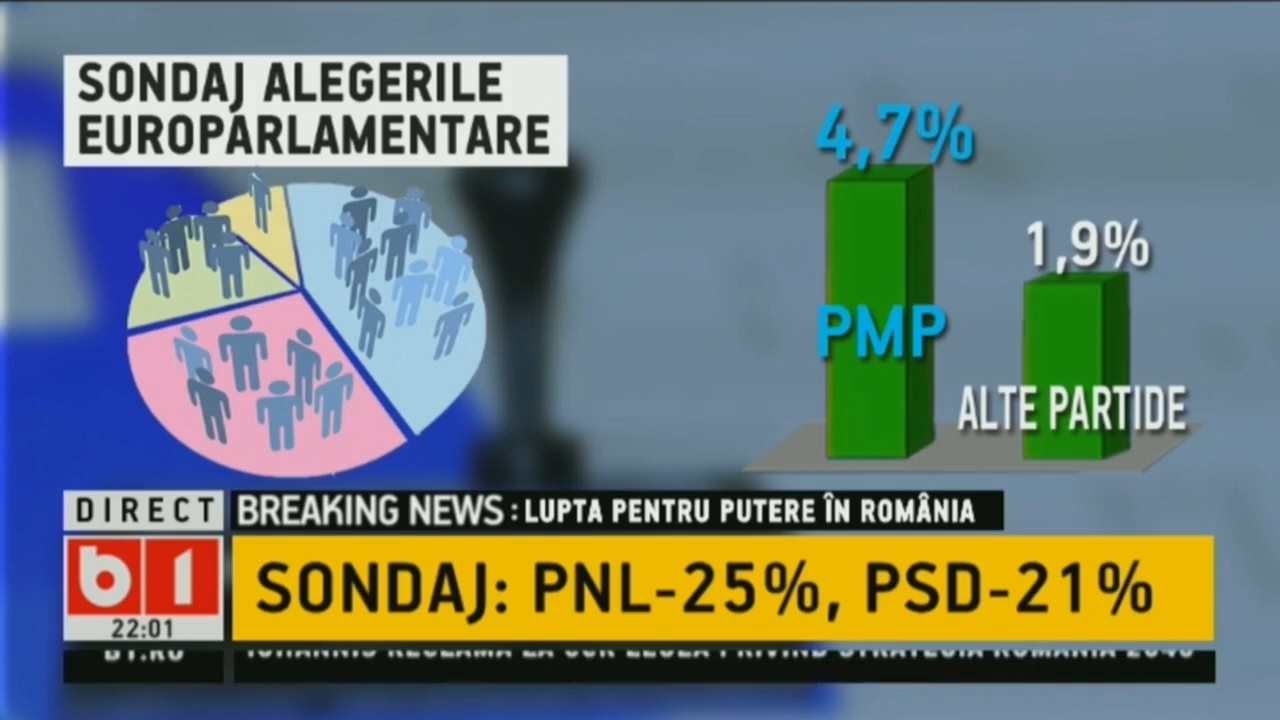 SONDAJ ALEGERILE
EUROPARLAMENTARE
4,7%
1,9%
PMP
ALTE PARTIDE
DIRECT
BREAKING NEWS: LUPTA PENTRU PUTERE ÎN ROMÂNIA
b1
SONDAJ: PNL-25%, PSD-21%
22:01